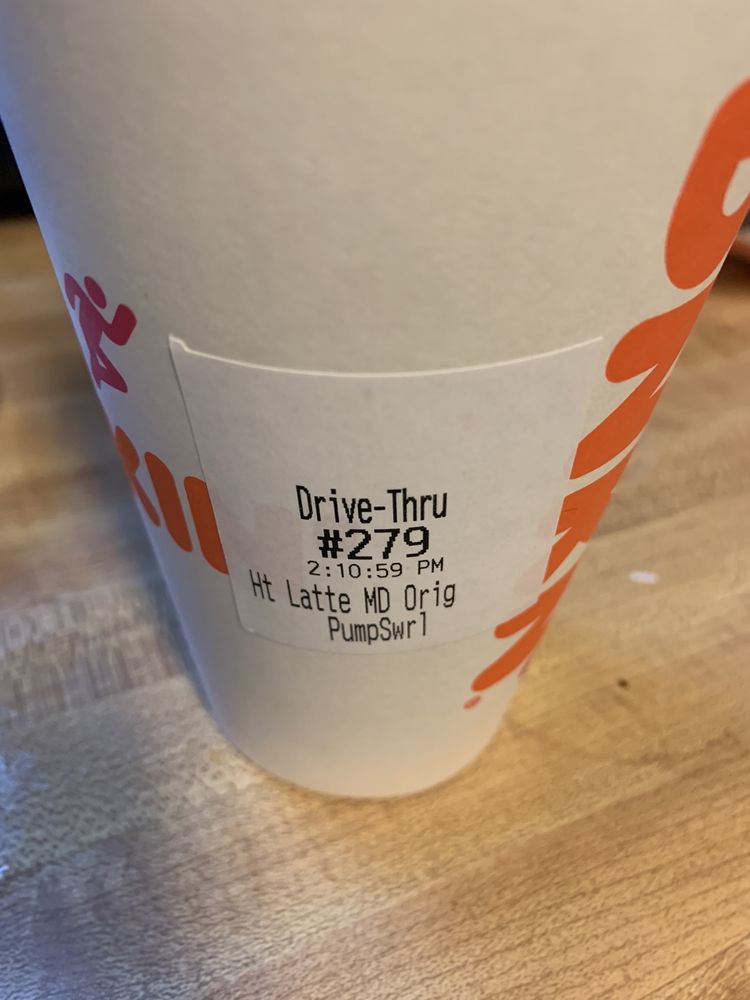 Drive-Thru
#279
2:10:59 PM
Ht Latte MD Orig
PumpSwrl